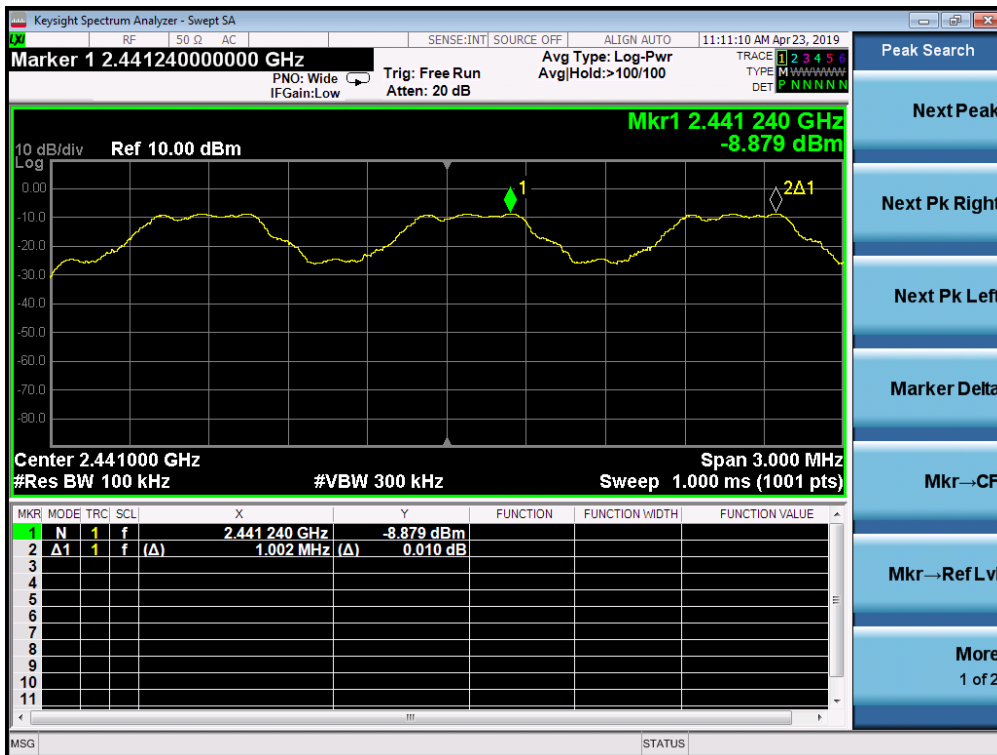 Keysight Spectrum Analyzer - Swept SA
LXI RF 50 Ω AC SENSE:INT SOURCE OFF ALIGN AUTO 11:11:10 AM Apr 23, 2019
Marker 1 2.441240000000 GHz
PNO: Wide
IFGain:Low
Trig: Free Run
Atten: 20 dB
Avg Type: Log-Pwr
Avg|Hold:>100/100
TRACE 1 2 3 4 5 6
TYPE M WWWWW
DET P N N N N N
Mkr1 2.441 240 GHz
-8.879 dBm
10 dB/div Ref 10.00 dBm
Log
0.00
-10.0
-20.0
-30.0
-40.0
-50.0
-60.0
-70.0
-80.0
1
2Δ1
Center 2.441000 GHz Span 3.000 MHz
#Res BW 100 kHz #VBW 300 kHz Sweep 1.000 ms (1001 pts)
MKR MODE TRC SCL X Y FUNCTION FUNCTION WIDTH FUNCTION VALUE
1 N 1 f 2.441 240 GHz -8.879 dBm
2 Δ1 1 f (Δ) 1.002 MHz (Δ) 0.010 dB
3
4
5
6
7
8
9
10
11
MSG STATUS
Peak Search
Next Peak
Next Pk Right
Next Pk Left
Marker Delta
Mkr→CF
Mkr→Ref Lvl
More
1 of 2